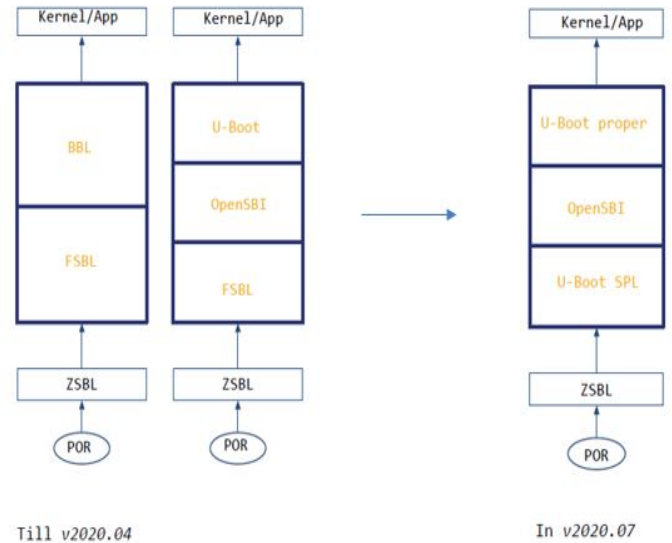 Kernel/App
BBL
FSBL
ZSBL
POR
Kernel/App
U-Boot
OpenSBI
FSBL
ZSBL
POR
Till v2020.04
Kernel/App
U-Boot proper
OpenSBI
U-Boot SPL
ZSBL
POR
In v2020.07